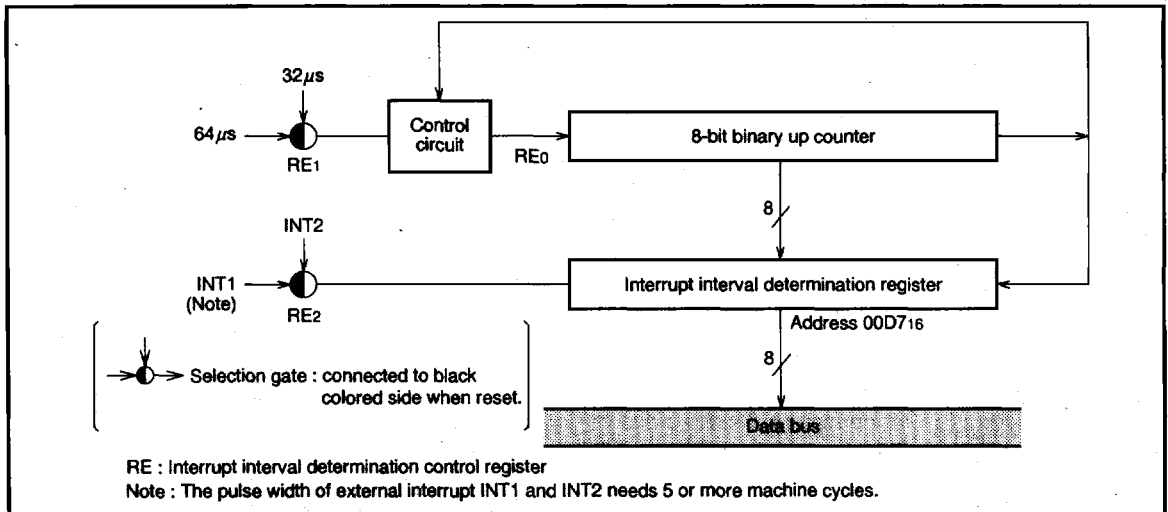 32μs
64μs
RE1
Control
circuit
RE0
8-bit binary up counter
8
INT2
INT1
(Note)
RE2
Interrupt interval determination register
Address 00D716
8
Selection gate : connected to black
colored side when reset.
Data bus
RE : Interrupt interval determination control register
Note : The pulse width of external interrupt INT1 and INT2 needs 5 or more machine cycles.